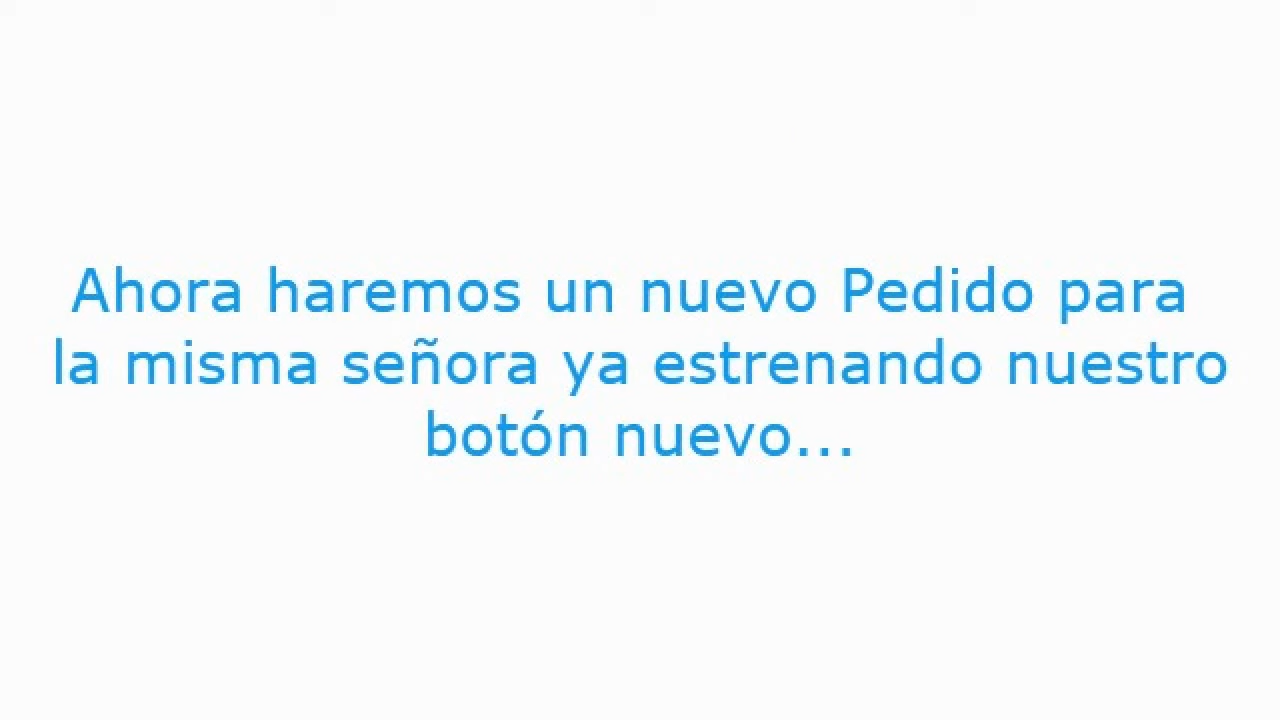 Ahora haremos un nuevo Pedido para
la misma señora ya estrenando nuestro
botón nuevo...